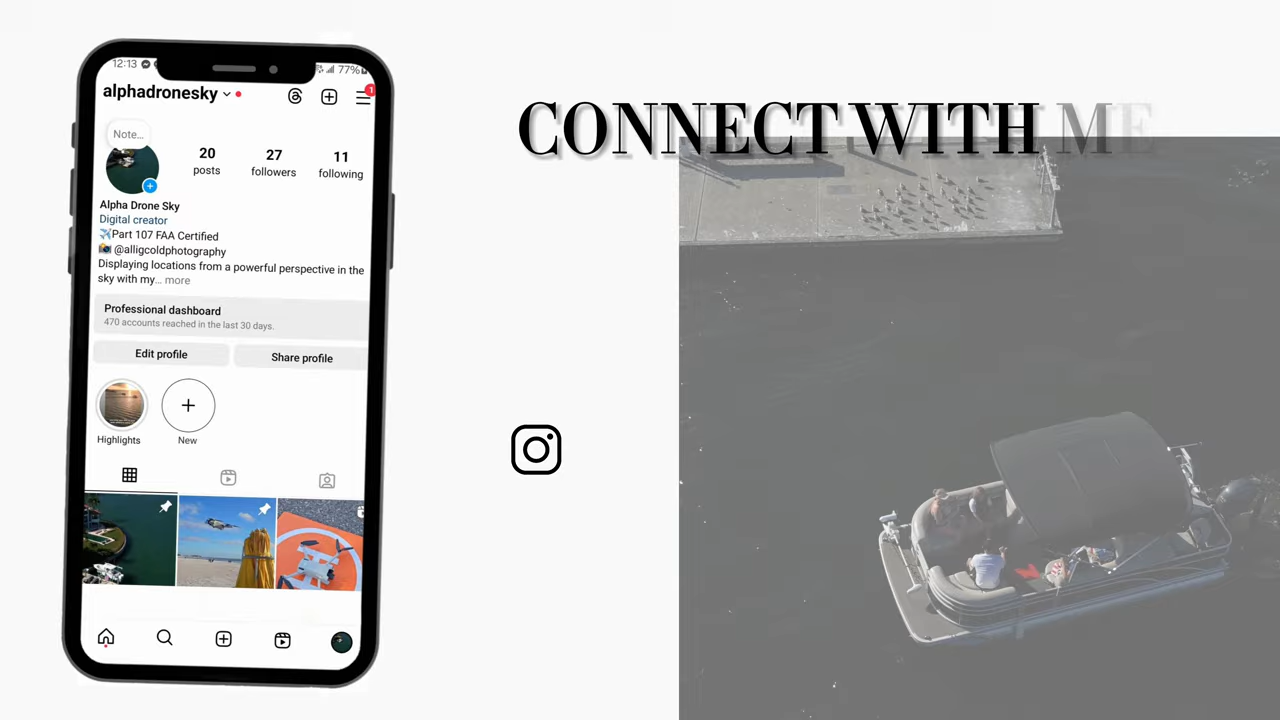 12:13
77%
alphadronesky
1
Note...
20 27 11
posts followers following
Alpha Drone Sky
Digital creator
✈️Part 107 FAA Certified
📸 @alligcoldphotography
Displaying locations from a powerful perspective in the
sky with my... more
Professional dashboard
470 accounts reached in the last 30 days.
Edit profile Share profile
Highlights New
CONNECT WITH ME